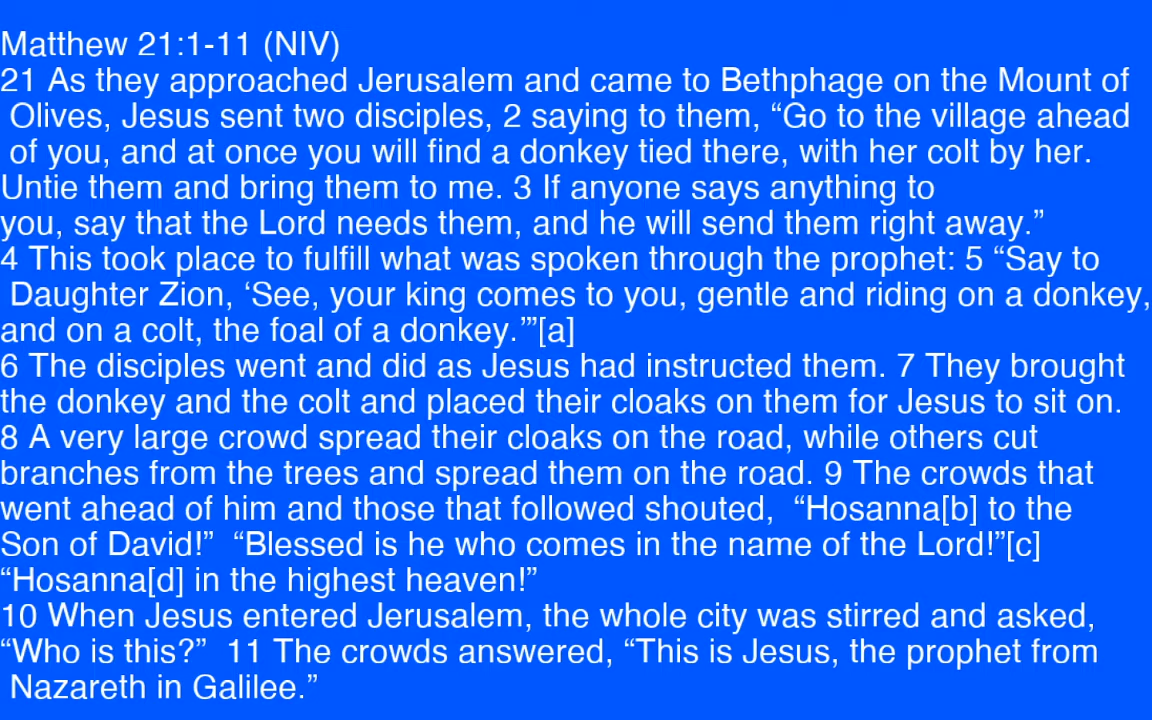 Matthew 21:1-11 (NIV)
21 As they approached Jerusalem and came to Bethphage on the Mount of
Olives, Jesus sent two disciples, 2 saying to them, “Go to the village ahead
of you, and at once you will find a donkey tied there, with her colt by her.
Untie them and bring them to me. 3 If anyone says anything to
you, say that the Lord needs them, and he will send them right away.”
4 This took place to fulfill what was spoken through the prophet: 5 “Say to
Daughter Zion, ‘See, your king comes to you, gentle and riding on a donkey,
and on a colt, the foal of a donkey.’”[a]
6 The disciples went and did as Jesus had instructed them. 7 They brought
the donkey and the colt and placed their cloaks on them for Jesus to sit on.
8 A very large crowd spread their cloaks on the road, while others cut
branches from the trees and spread them on the road. 9 The crowds that
went ahead of him and those that followed shouted,  “Hosanna[b] to the
Son of David!”  “Blessed is he who comes in the name of the Lord!”[c]
“Hosanna[d] in the highest heaven!”
10 When Jesus entered Jerusalem, the whole city was stirred and asked,
“Who is this?”  11 The crowds answered, “This is Jesus, the prophet from
Nazareth in Galilee.”